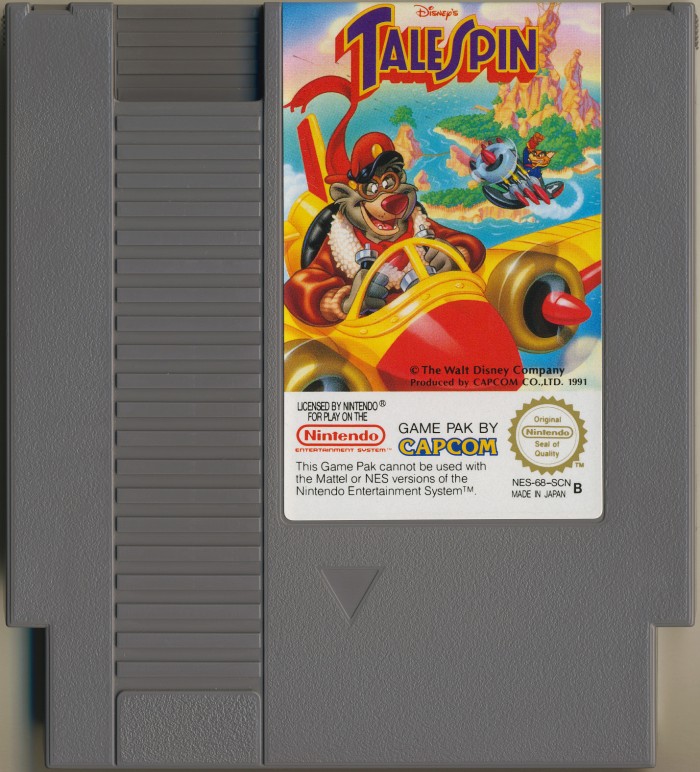 Disney's
TALESPIN
© The Walt Disney Company
Produced by CAPCOM CO., LTD. 1991
LICENSED BY NINTENDO®
FOR PLAY ON THE
Nintendo
ENTERTAINMENT SYSTEM™
GAME PAK BY
CAPCOM
This Game Pak cannot be used with
the Mattel or NES versions of the
Nintendo Entertainment System™.
Original
Nintendo
Seal of
Quality
TM
NES-68-SCN B
MADE IN JAPAN